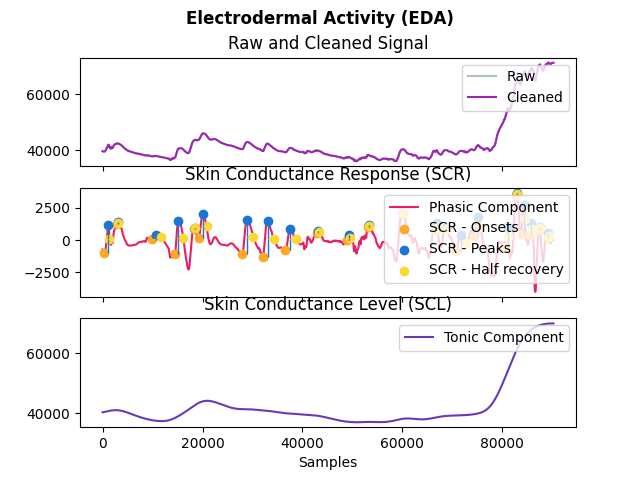 Electrodermal Activity (EDA)
Raw and Cleaned Signal
60000
40000
Raw
Cleaned
Skin Conductance Response (SCR)
2500
0
−2500
Phasic Component
SCR - Onsets
SCR - Peaks
SCR - Half recovery
Skin Conductance Level (SCL)
60000
40000
Tonic Component
0 20000 40000 60000 80000
Samples